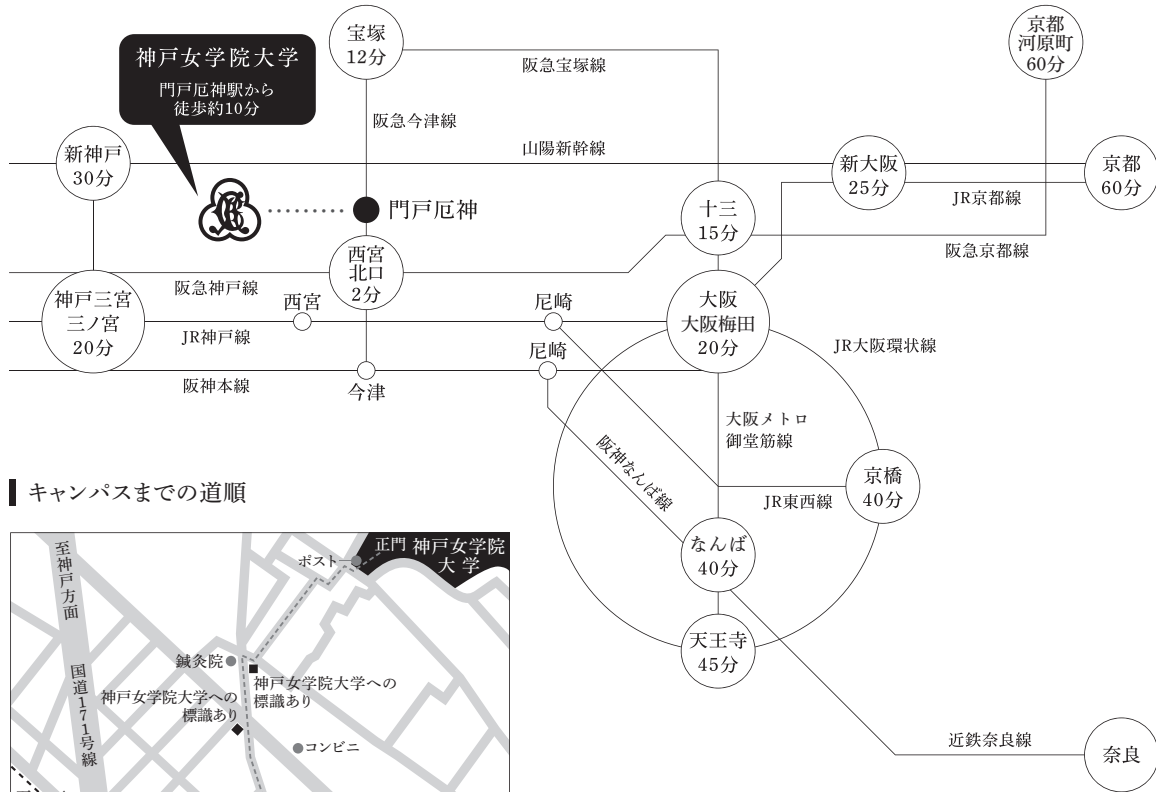 宝塚
12分
京都
河原町
60分
神戸女学院大学
門戸厄神駅から
徒歩約10分
阪急宝塚線
阪急今津線
山陽新幹線
新神戸
30分
新大阪
25分
京都
60分
JR京都線
門戸厄神
十三
15分
阪急京都線
西宮
北口
2分
阪急神戸線
神戸三宮
三ノ宮
20分
西宮
尼崎
大阪
大阪梅田
20分
JR神戸線
JR大阪環状線
尼崎
阪神本線
今津
大阪メトロ
御堂筋線
阪神なんば線
京橋
40分
JR東西線
なんば
40分
天王寺
45分
近鉄奈良線
奈良
キャンパスまでの道順
至神戸方面
国道171号線
ポスト
正門
神戸女学院
大学
鍼灸院
神戸女学院大学への
標識あり
神戸女学院大学への
標識あり
コンビニ